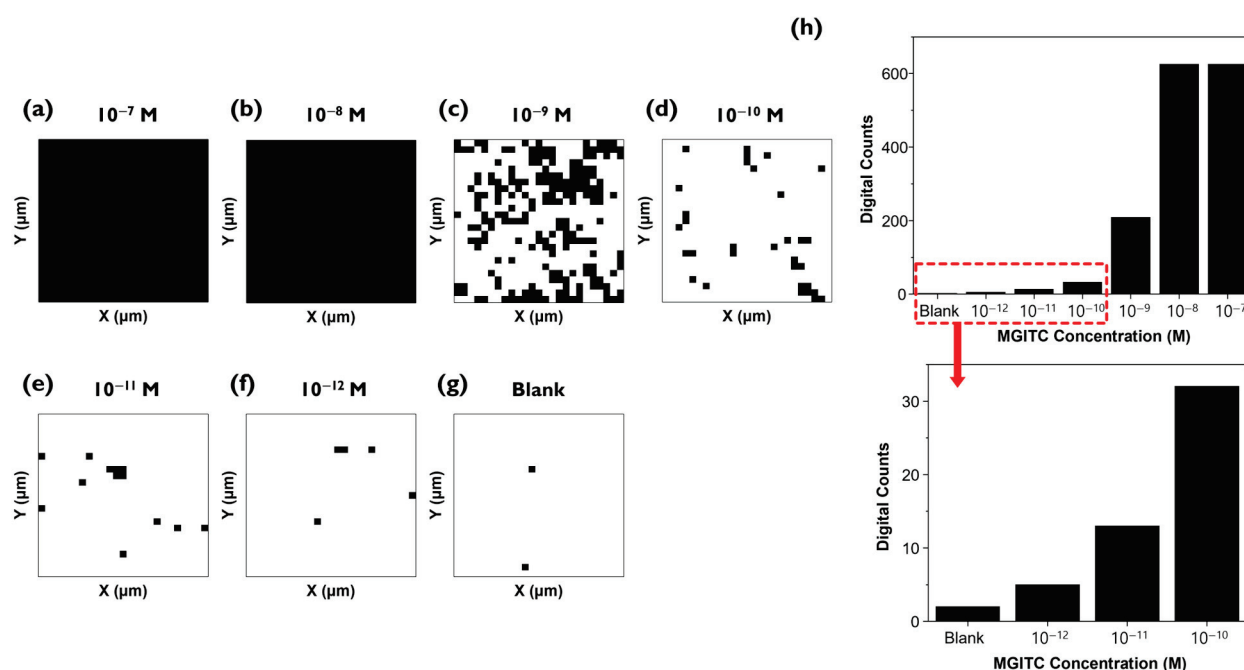 (a)
10⁻⁷ M
Y (µm)
X (µm)
(b)
10⁻⁸ M
Y (µm)
X (µm)
(c)
10⁻⁹ M
Y (µm)
X (µm)
(d)
10⁻¹⁰ M
Y (µm)
X (µm)
(e)
10⁻¹¹ M
Y (µm)
X (µm)
(f)
10⁻¹² M
Y (µm)
X (µm)
(g)
Blank
Y (µm)
X (µm)
(h)
Digital Counts
600
400
200
0
Blank 10⁻¹² 10⁻¹¹ 10⁻¹⁰ 10⁻⁹ 10⁻⁸ 10⁻⁷
MGITC Concentration (M)
Digital Counts
30
20
10
0
Blank 10⁻¹² 10⁻¹¹ 10⁻¹⁰
MGITC Concentration (M)